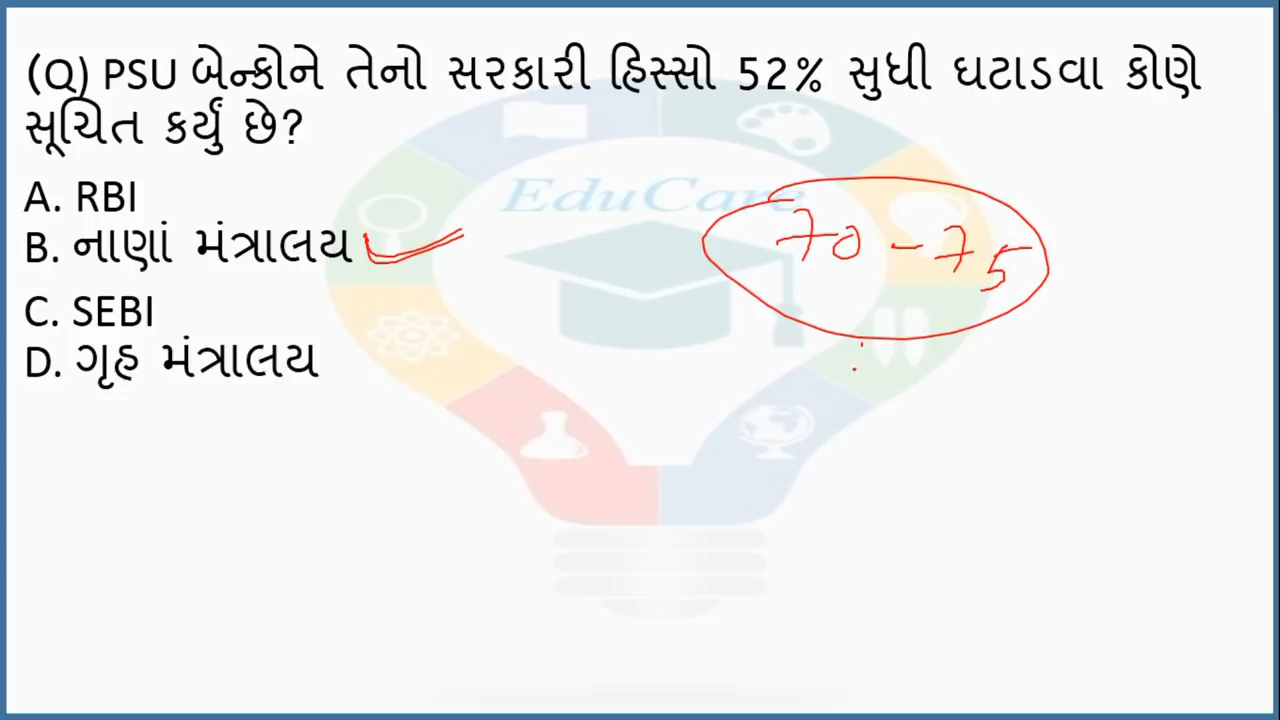 (Q) PSU બેન્કોને તેનો સરકારી હિસ્સો 52% સુધી ઘટાડવા કોણે
સૂચિત કર્યું છે?
A. RBI
EduCare
B. નાણાં મંત્રાલય
70 - 75
C. SEBI
D. ગૃહ મંત્રાલય